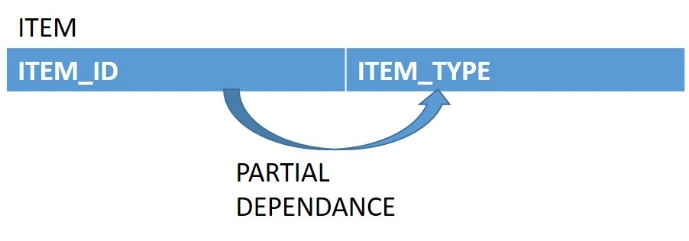 ITEM
ITEM_ID ITEM_TYPE
PARTIAL
DEPENDANCE